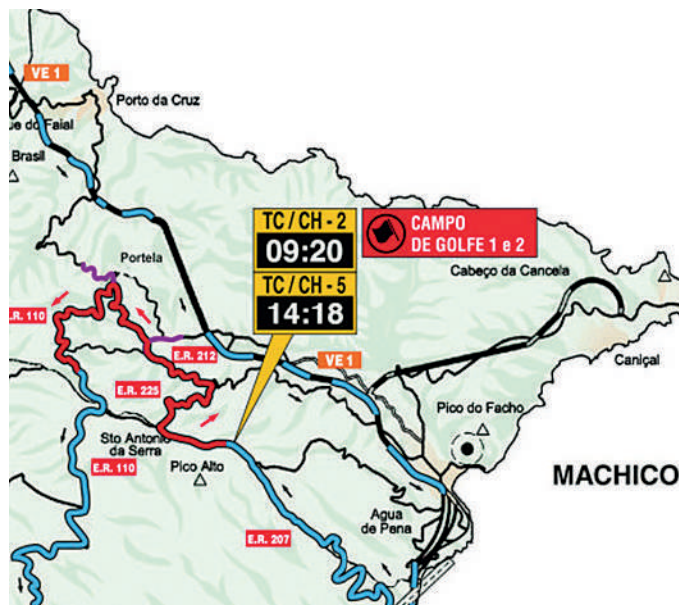 VE 1
Porto da Cruz
ue do Faial
Brasil
TC / CH - 2
09:20
CAMPO
DE GOLFE 1 e 2
TC / CH - 5
14:18
Portela
Cabeço da Cancela
E.R. 110
E.R. 212
VE 1
Caniçal
E.R. 225
Pico do Facho
Sto Antonio
da Serra
E.R. 110
Pico Alto
MACHICO
Agua
de Pena
E.R. 207